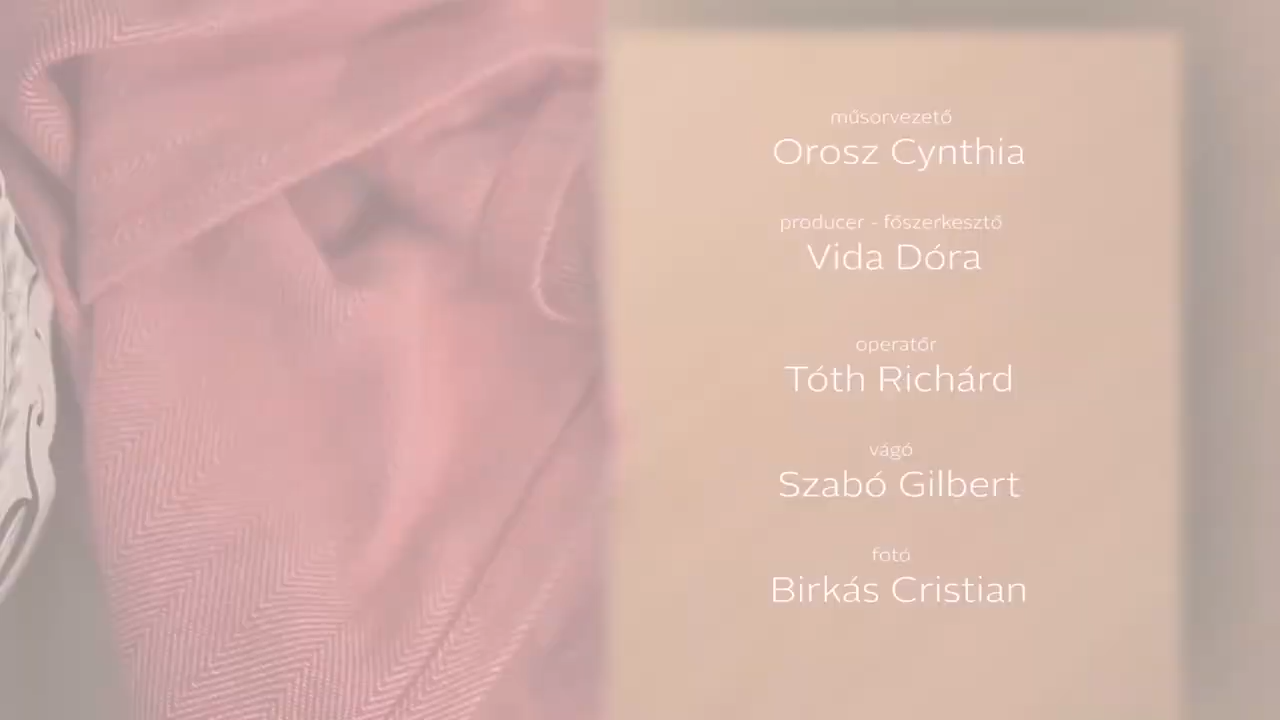 műsorvezető
Orosz Cynthia
producer - főszerkesztő
Vida Dóra
operatőr
Tóth Richárd
vágó
Szabó Gilbert
fotó
Birkás Cristian